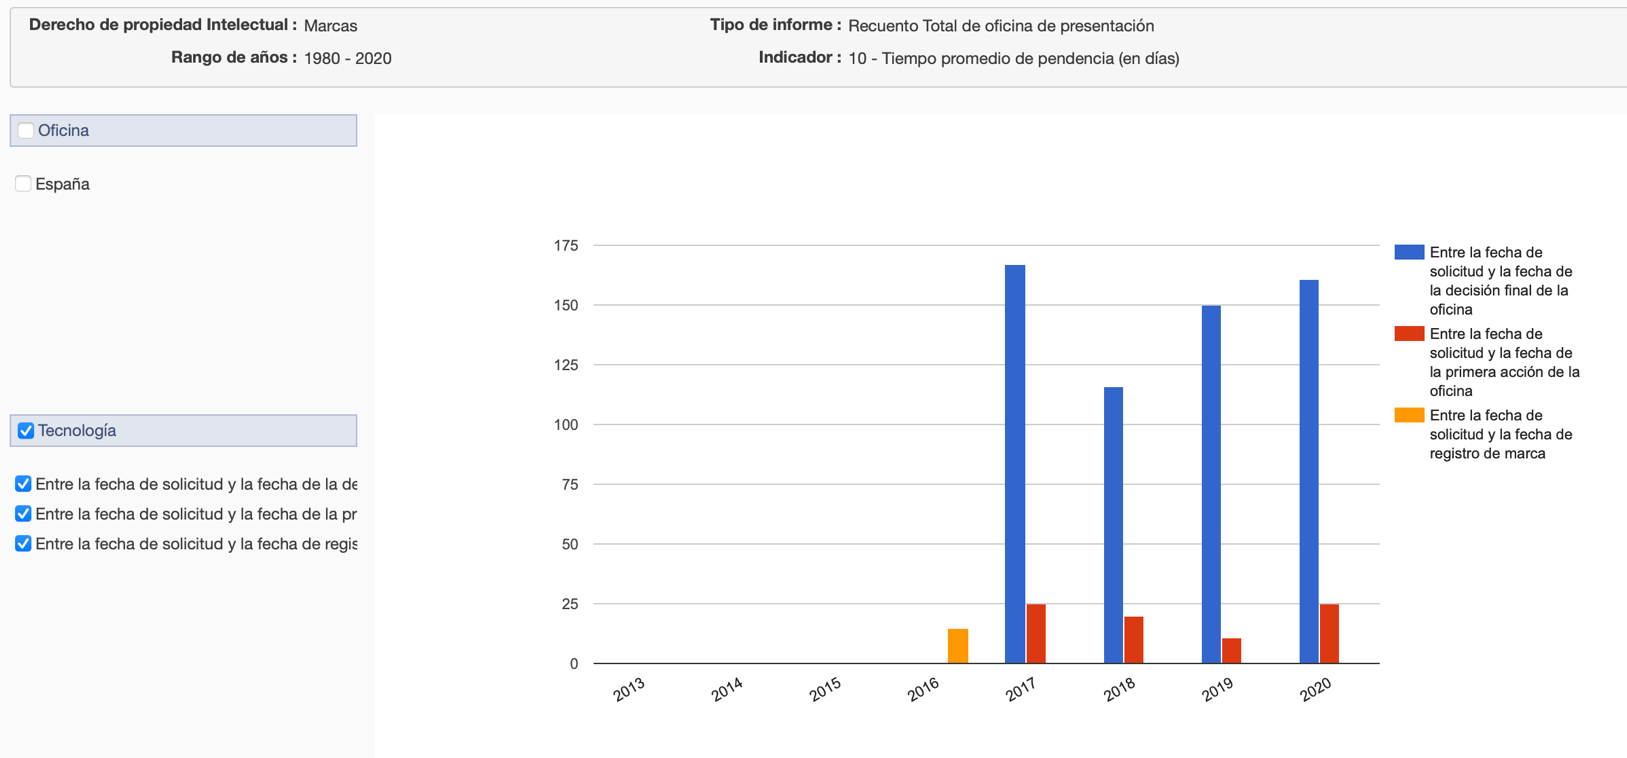 Derecho de propiedad Intelectual : Marcas
Tipo de informe : Recuento Total de oficina de presentación
Rango de años : 1980 - 2020
Indicador : 10 - Tiempo promedio de pendencia (en días)
Oficina
España
Tecnología
Entre la fecha de solicitud y la fecha de la de
Entre la fecha de solicitud y la fecha de la pr
Entre la fecha de solicitud y la fecha de regis
175
150
125
100
75
50
25
0
2013
2014
2015
2016
2017
2018
2019
2020
Entre la fecha de
solicitud y la fecha de
la decisión final de la
oficina
Entre la fecha de
solicitud y la fecha de
la primera acción de la
oficina
Entre la fecha de
solicitud y la fecha de
registro de marca